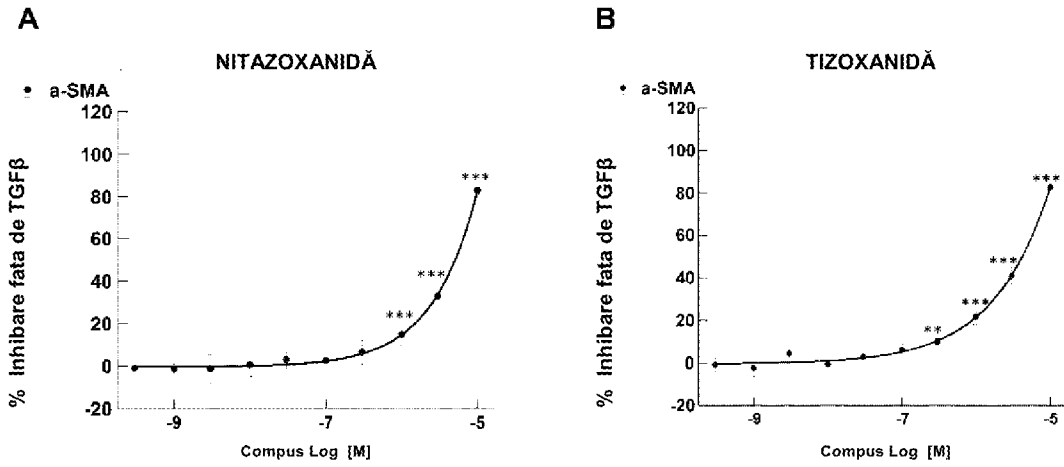 A
NITAZOXANIDĂ
a-SMA
% Inhibare fata de TGFβ
120
100
80
60
40
20
0
-20
***
***
***
-9
-7
-5
Compus Log [M]
B
TIZOXANIDĂ
a-SMA
% Inhibare fata de TGFβ
120
100
80
60
40
20
0
-20
**
***
***
***
-9
-7
-5
Compus Log [M]